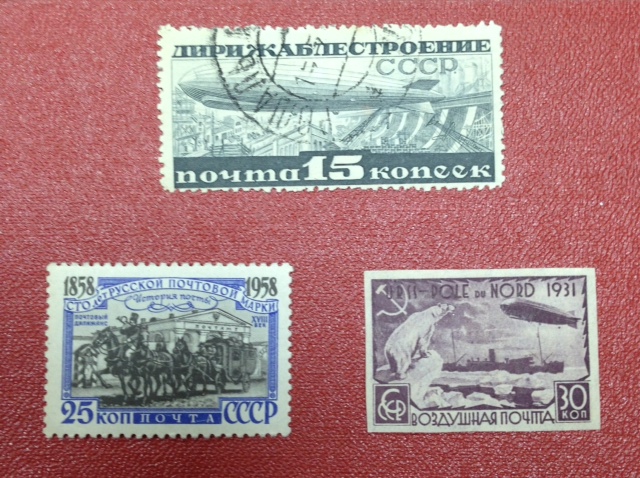 ДИРИЖАБЛЕСТРОЕНИЕ
СССР
почта 15 копеек
1858 1958
СТО ЛЕТ РУССКОЙ ПОЧТОВОЙ МАРКИ
История почты
ПОЧТОВЫЙ
ДИЛИЖАНС
XVIII
ВЕК
25 КОП ПОЧТА СССР
POLE DU NORD 1931
30
КОП
ВОЗДУШНАЯ ПОЧТА